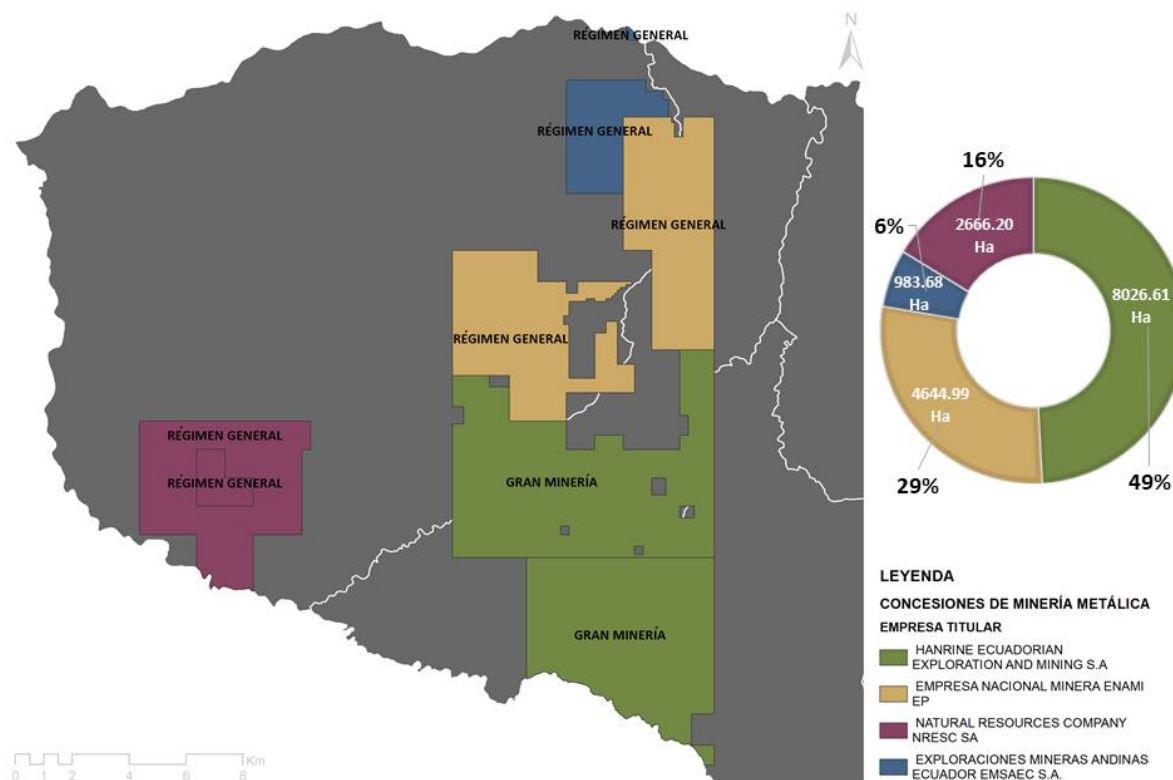 N
RÉGIMEN GENERAL
RÉGIMEN GENERAL
RÉGIMEN GENERAL
RÉGIMEN GENERAL
RÉGIMEN GENERAL
RÉGIMEN GENERAL
GRAN MINERÍA
GRAN MINERÍA
0 1 2 4 6 8
Km
16%
2666.20
Ha
6%
983.68
Ha
8026.61
Ha
4644.99
Ha
29%
49%
LEYENDA
CONCESIONES DE MINERÍA METÁLICA
EMPRESA TITULAR
HANRINE ECUADORIAN
EXPLORATION AND MINING S.A
EMPRESA NACIONAL MINERA ENAMI
EP
NATURAL RESOURCES COMPANY
NRESC SA
EXPLORACIONES MINERAS ANDINAS
ECUADOR EMSAEC S.A.